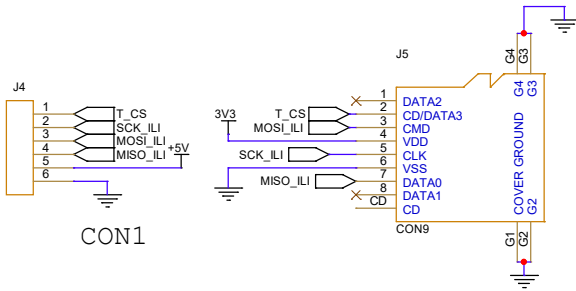 J4
1 T_CS
2 SCK_ILI
3 MOSI_ILI
4 MISO_ILI +5V
5
6
CON1
J5
G4 G3
G4 G3
1 DATA2
T_CS 2 CD/DATA3
MOSI_ILI 3 CMD
3V3 4 VDD
SCK_ILI 5 CLK
6 VSS
MISO_ILI 7 DATA0
8 DATA1
CD CD
COVER GROUND
G1 G2
G2
CON9